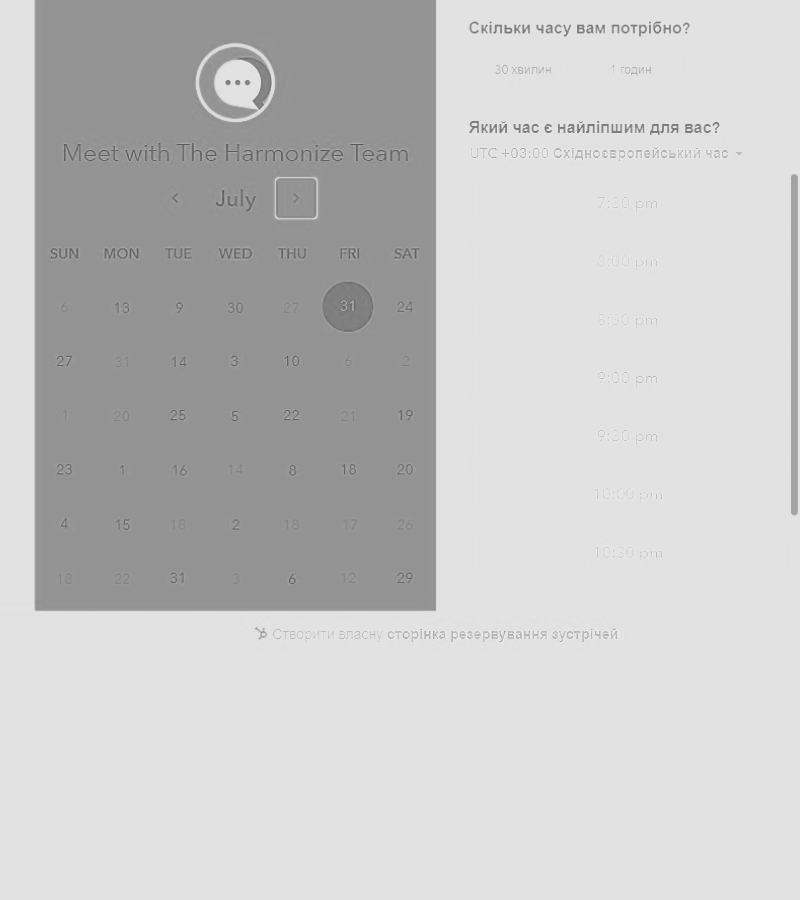 Meet with The Harmonize Team
July
SUN MON TUE WED THU FRI SAT
6 13 9 30 27 31 24
27 31 14 3 10 6 2
1 20 25 5 22 21 19
23 1 16 14 8 18 20
4 15 18 2 18 17 26
18 22 31 3 6 12 29
Скільки часу вам потрібно?
30 хвилин 1 годин
Який час є найліпшим для вас?
UTC +03:00 Східноєвропейський час
7:30 pm
8:00 pm
8:30 pm
9:00 pm
9:30 pm
10:00 pm
10:30 pm
Створити власну сторінка резервування зустрічей